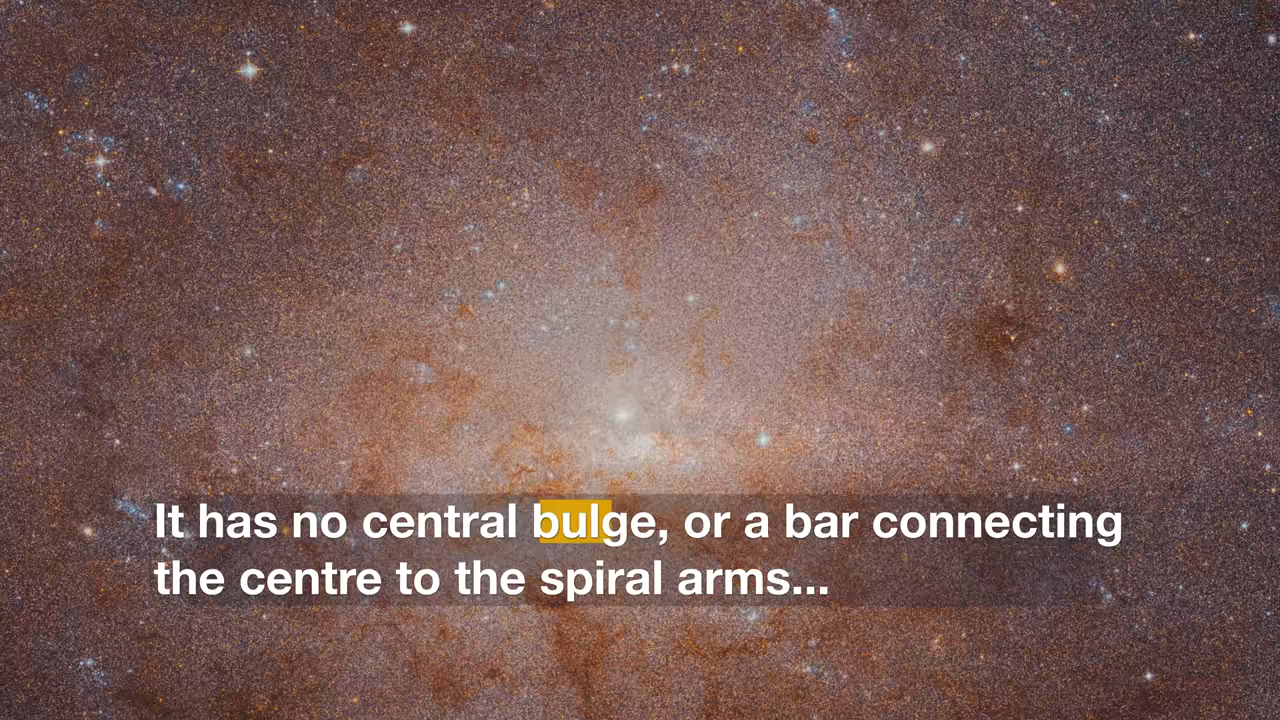 It has no central bulge, or a bar connecting
the centre to the spiral arms...